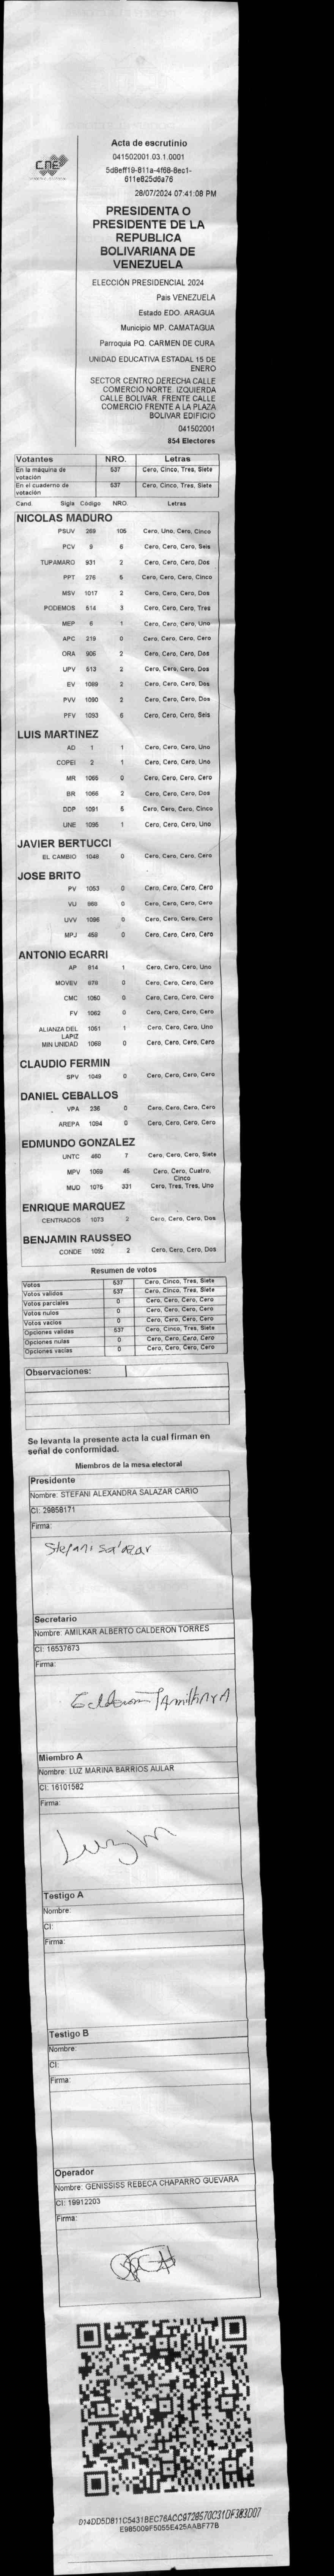 CNE
Acta de escrutinio
041502001.03.1.0001
5d8eff19-811a-4f68-8ec1-
611e825d6a76
28/07/2024 07:41:08 PM
PRESIDENTA O
PRESIDENTE DE LA
REPUBLICA
BOLIVARIANA DE
VENEZUELA
ELECCIÓN PRESIDENCIAL 2024
Pais VENEZUELA
Estado EDO. ARAGUA
Municipio MP. CAMATAGUA
Parroquia PQ. CARMEN DE CURA
UNIDAD EDUCATIVA ESTADAL 15 DE
ENERO
SECTOR CENTRO DERECHA CALLE
COMERCIO NORTE. IZQUIERDA
CALLE BOLIVAR. FRENTE CALLE
COMERCIO FRENTE A LA PLAZA
BOLIVAR EDIFICIO
041502001
854 Electores
Votantes NRO. Letras
En la máquina de votación 537 Cero, Cinco, Tres, Siete
En el cuaderno de votación 537 Cero, Cinco, Tres, Siete
Cand. Sigla Código NRO. Letras
NICOLAS MADURO
PSUV 269 105 Cero, Uno, Cero, Cinco
PCV 9 6 Cero, Cero, Cero, Seis
TUPAMARO 931 2 Cero, Cero, Cero, Dos
PPT 276 5 Cero, Cero, Cero, Cinco
MSV 1017 2 Cero, Cero, Cero, Dos
PODEMOS 514 3 Cero, Cero, Cero, Tres
MEP 6 1 Cero, Cero, Cero, Uno
APC 219 0 Cero, Cero, Cero, Cero
ORA 906 2 Cero, Cero, Cero, Dos
UPV 513 2 Cero, Cero, Cero, Dos
EV 1089 2 Cero, Cero, Cero, Dos
PVV 1090 2 Cero, Cero, Cero, Dos
PFV 1093 6 Cero, Cero, Cero, Seis
LUIS MARTINEZ
AD 1 1 Cero, Cero, Cero, Uno
COPEI 2 1 Cero, Cero, Cero, Uno
MR 1065 0 Cero, Cero, Cero, Cero
BR 1066 2 Cero, Cero, Cero, Dos
DDP 1091 5 Cero, Cero, Cero, Cinco
UNE 1095 1 Cero, Cero, Cero, Uno
JAVIER BERTUCCI
EL CAMBIO 1048 0 Cero, Cero, Cero, Cero
JOSE BRITO
PV 1053 0 Cero, Cero, Cero, Cero
VU 868 0 Cero, Cero, Cero, Cero
UVV 1096 0 Cero, Cero, Cero, Cero
MPJ 459 0 Cero, Cero, Cero, Cero
ANTONIO ECARRI
AP 914 1 Cero, Cero, Cero, Uno
MOVEV 878 0 Cero, Cero, Cero, Cero
CMC 1060 0 Cero, Cero, Cero, Cero
FV 1062 0 Cero, Cero, Cero, Cero
ALIANZA DEL LAPIZ 1051 1 Cero, Cero, Cero, Uno
MIN UNIDAD 1068 0 Cero, Cero, Cero, Cero
CLAUDIO FERMIN
SPV 1049 0 Cero, Cero, Cero, Cero
DANIEL CEBALLOS
VPA 236 0 Cero, Cero, Cero, Cero
AREPA 1094 0 Cero, Cero, Cero, Cero
EDMUNDO GONZALEZ
UNTC 460 7 Cero, Cero, Cero, Siete
MPV 1069 45 Cero, Cero, Cuatro, Cinco
MUD 1075 331 Cero, Tres, Tres, Uno
ENRIQUE MARQUEZ
CENTRADOS 1073 2 Cero, Cero, Cero, Dos
BENJAMIN RAUSSEO
CONDE 1092 2 Cero, Cero, Cero, Dos
Resumen de votos
Votos 537 Cero, Cinco, Tres, Siete
Votos validos 537 Cero, Cinco, Tres, Siete
Votos parciales 0 Cero, Cero, Cero, Cero
Votos nulos 0 Cero, Cero, Cero, Cero
Votos vacios 0 Cero, Cero, Cero, Cero
Opciones validas 537 Cero, Cinco, Tres, Siete
Opciones nulas 0 Cero, Cero, Cero, Cero
Opciones vacias 0 Cero, Cero, Cero, Cero
Observaciones:
Se levanta la presente acta la cual firman en
señal de conformidad.
Miembros de la mesa electoral
Presidente
Nombre: STEFANI ALEXANDRA SALAZAR CARIO
CI: 29858171
Firma:
Stefani Salazar
Secretario
Nombre: AMILKAR ALBERTO CALDERON TORRES
CI: 16537673
Firma:
Miembro A
Nombre: LUZ MARINA BARRIOS AULAR
CI: 16101582
Firma:
Luz M
Testigo A
Nombre:
CI:
Firma:
Testigo B
Nombre:
CI:
Firma:
Operador
Nombre: GENISSISS REBECA CHAPARRO GUEVARA
CI: 19912203
Firma:
E985009F5055E425AABF77B